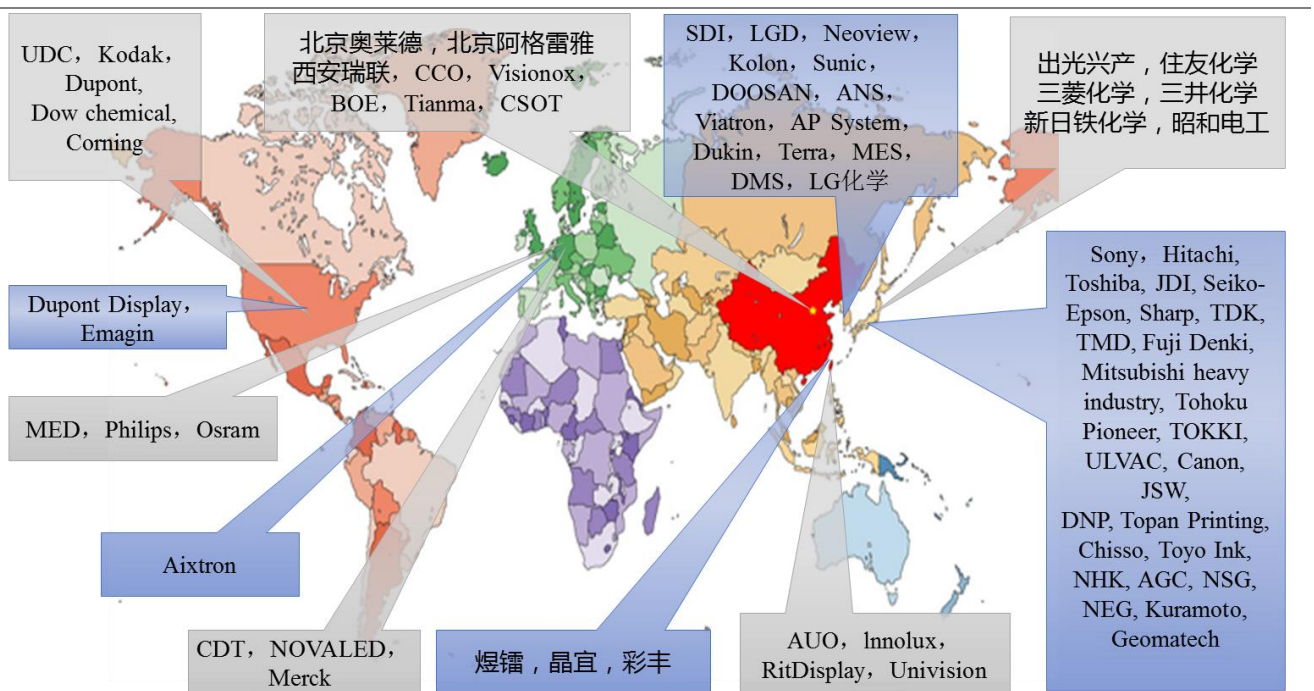 UDC，Kodak，
Dupont,
Dow chemical,
Corning
北京奥莱德，北京阿格雷雅
西安瑞联，CCO，Visionox，
BOE，Tianma，CSOT
SDI，LGD，Neoview，
Kolon，Sunic，
DOOSAN，ANS，
Viatron，AP System，
Dukin，Terra，MES，
DMS，LG化学
出光兴产，住友化学
三菱化学，三井化学
新日铁化学，昭和电工
Dupont Display，
Emagin
Sony，Hitachi,
Toshiba, JDI, Seiko-
Epson, Sharp, TDK,
TMD, Fuji Denki,
Mitsubishi heavy
industry, Tohoku
Pioneer, TOKKI,
ULVAC, Canon,
JSW,
DNP, Topan Printing,
Chisso, Toyo Ink,
NHK, AGC, NSG,
NEG, Kuramoto,
Geomatech
MED，Philips，Osram
Aixtron
CDT，NOVALED，
Merck
煜镭，晶宜，彩丰
AUO，lnnolux，
RitDisplay，Univision